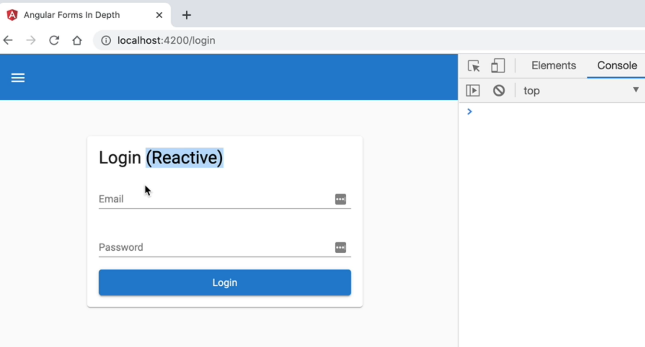 Angular Forms In Depth
localhost:4200/login
Elements
Console
top
Login (Reactive)
Email
Password
Login